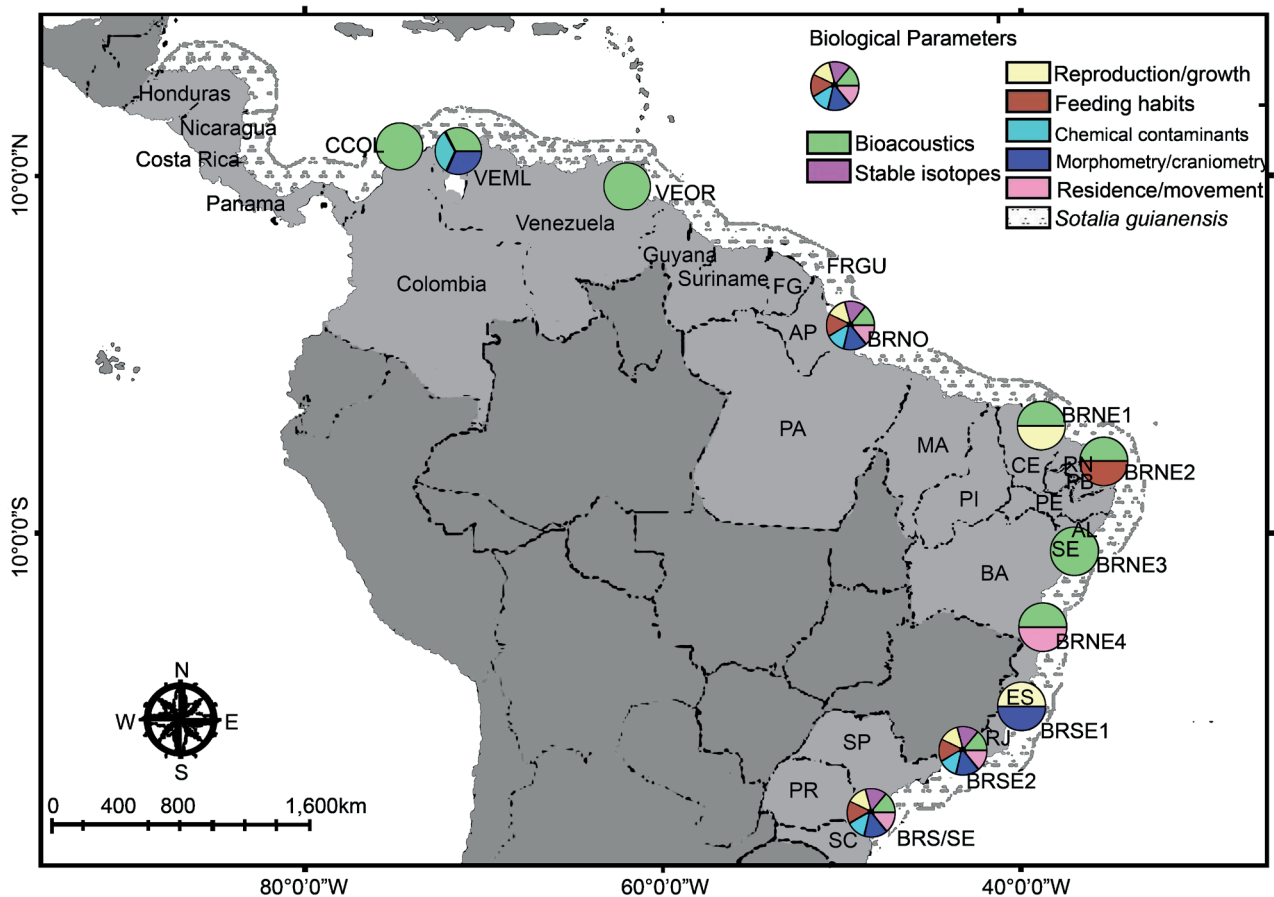 Biological Parameters
Reproduction/growth
Feeding habits
Chemical contaminants
Morphometry/craniometry
Residence/movement
Sotalia guianensis
Bioacoustics
Stable isotopes
Honduras
Nicaragua
Costa Rica
Panama
CCOL
VEML
VEOR
Venezuela
Colombia
Guyana
Suriname
FG
FRGU
AP
BRNO
PA
MA
PI
CE
RN
PB
PE
AL
SE
BA
BRNE1
BRNE2
BRNE3
BRNE4
ES
BRSE1
RJ
BRSE2
SP
PR
SC
BRS/SE
N
W E
S
0 400 800 1,600km
10°0'0"N
10°0'0"S
80°0'0"W 60°0'0"W 40°0'0"W